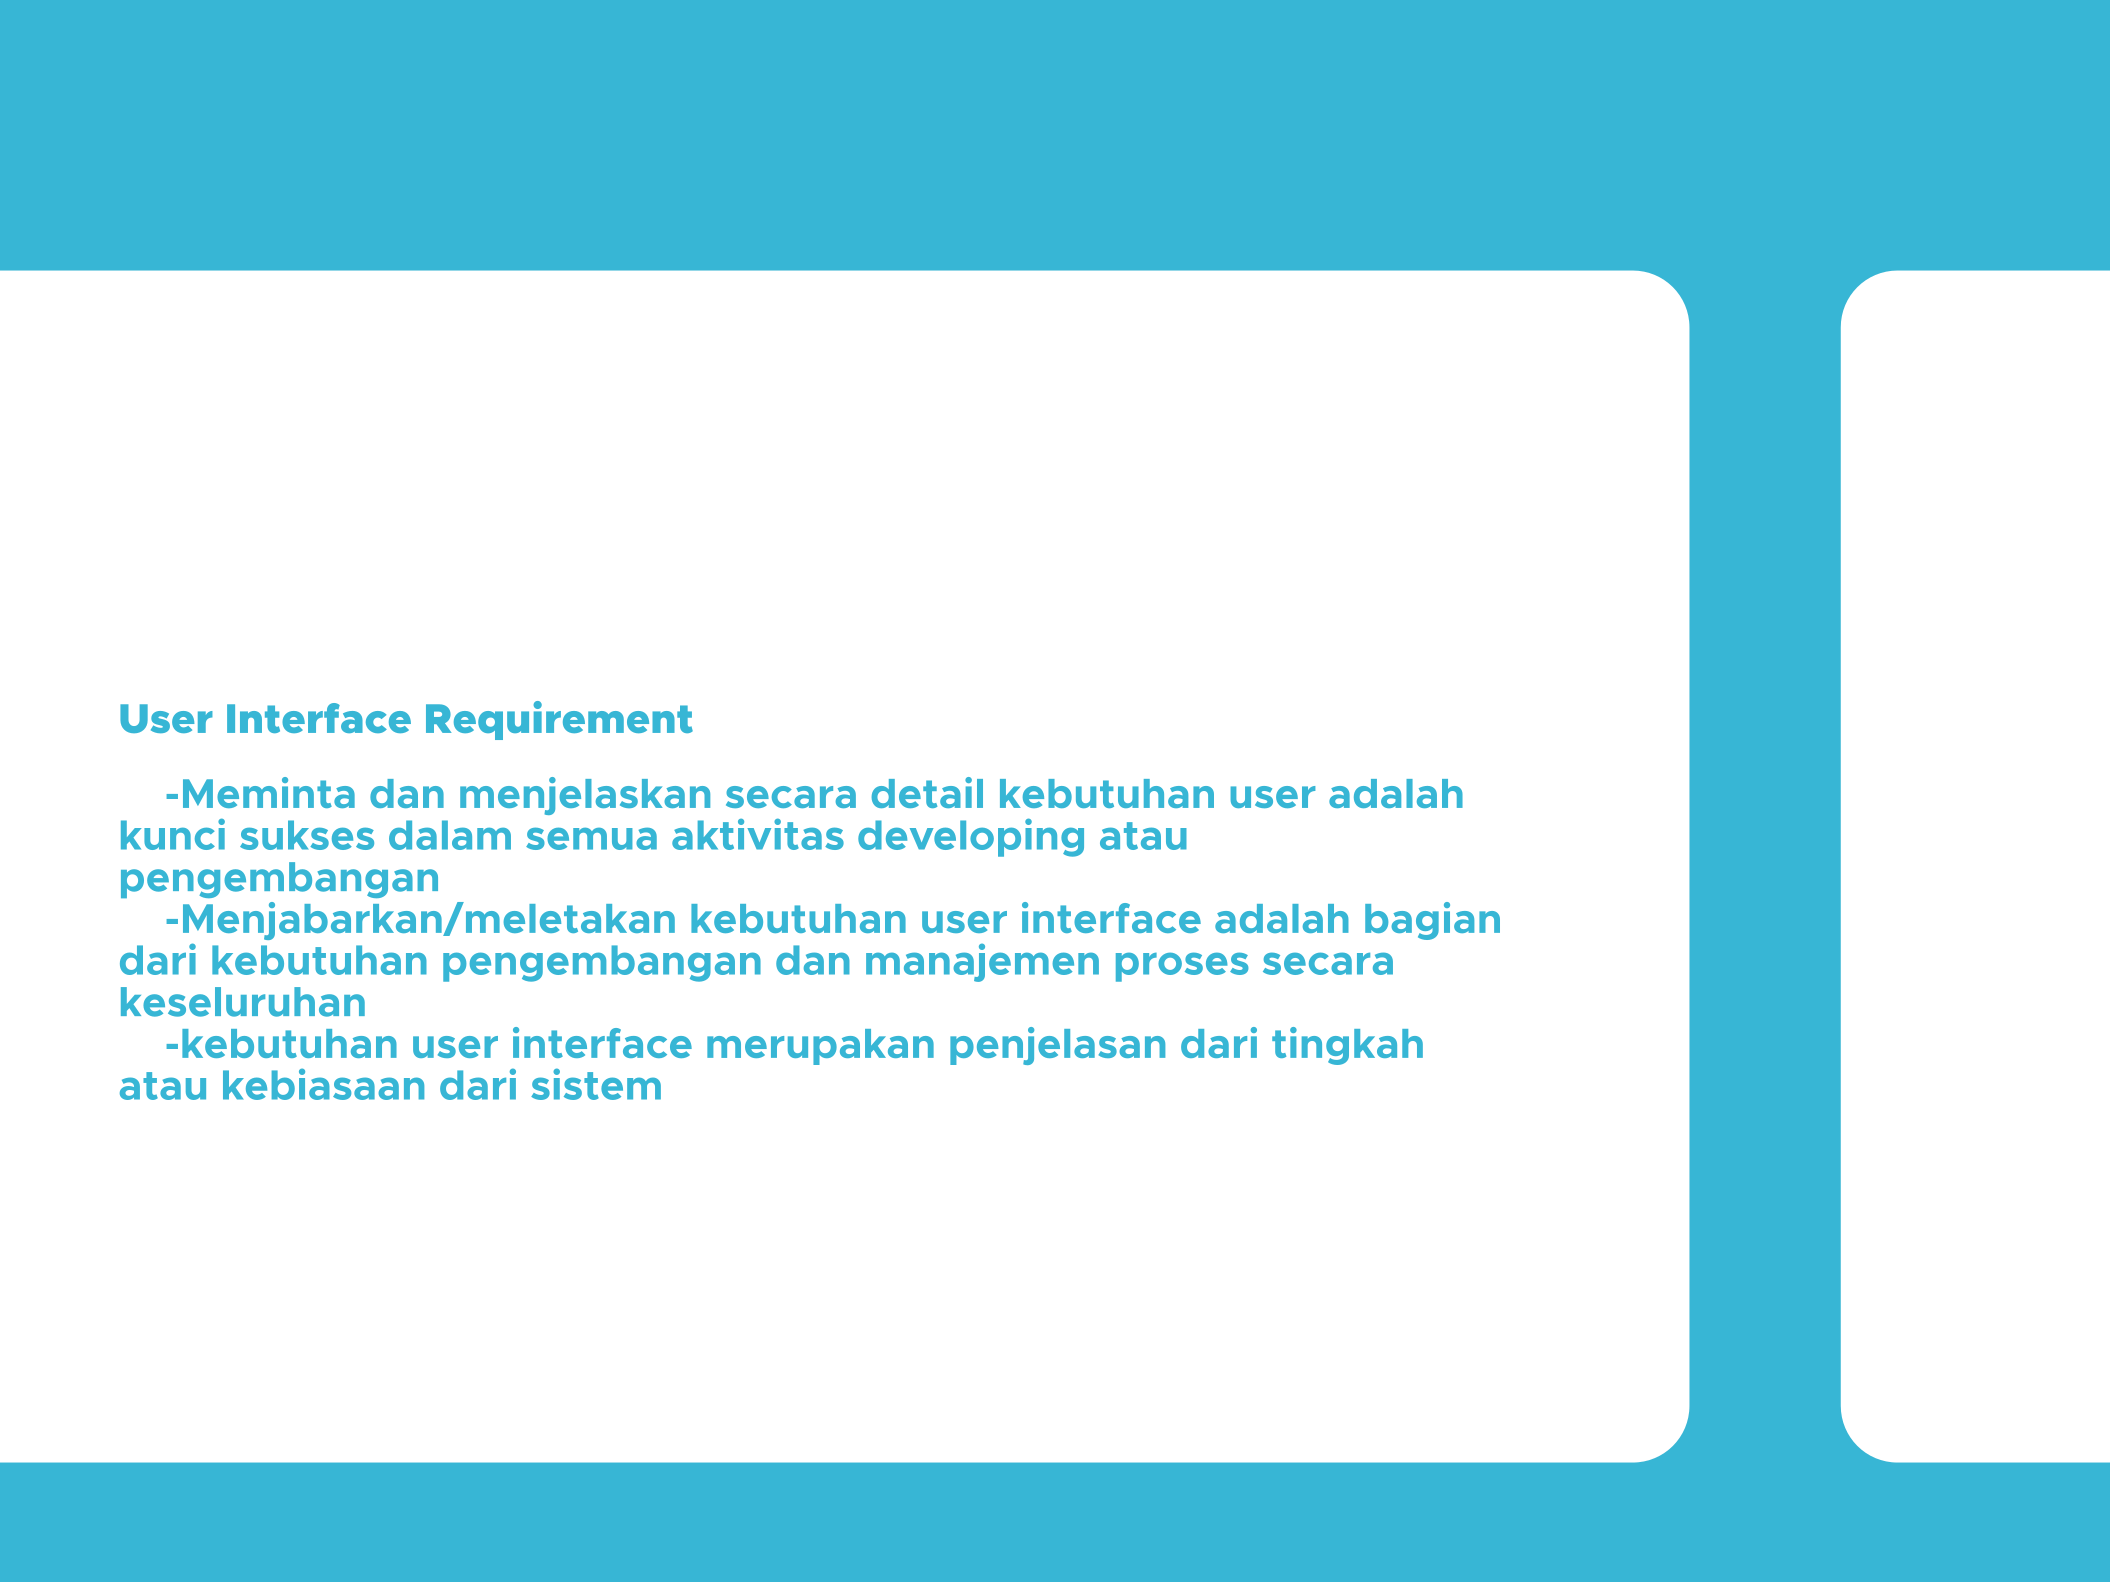 User Interface Requirement
-Meminta dan menjelaskan secara detail kebutuhan user adalah
kunci sukses dalam semua aktivitas developing atau
pengembangan
-Menjabarkan/meletakan kebutuhan user interface adalah bagian
dari kebutuhan pengembangan dan manajemen proses secara
keseluruhan
-kebutuhan user interface merupakan penjelasan dari tingkah
atau kebiasaan dari sistem